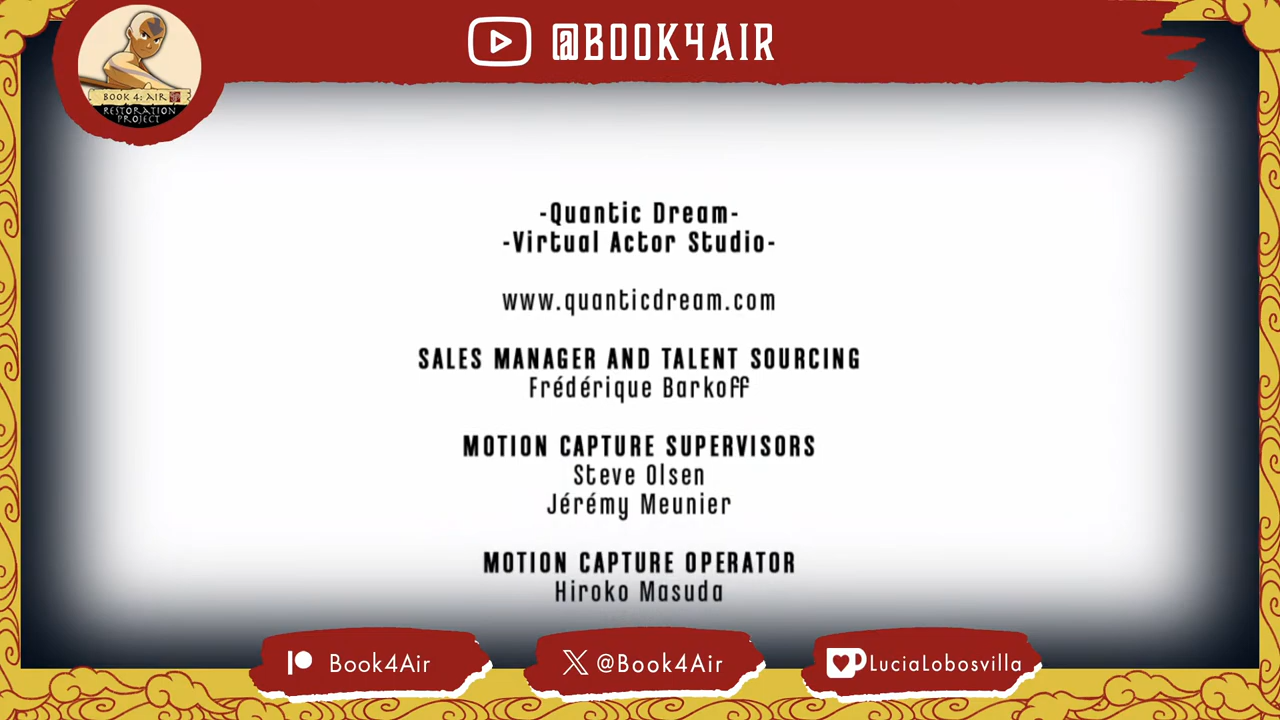 @BOOK4AIR
BOOK 4: AIR
RESTORATION
PROJECT
-Quantic Dream-
-Virtual Actor Studio-
www.quanticdream.com
SALES MANAGER AND TALENT SOURCING
Frédérique Barkoff
MOTION CAPTURE SUPERVISORS
Steve Olsen
Jérémy Meunier
MOTION CAPTURE OPERATOR
Hiroko Masuda
Book4Air
@Book4Air
LuciaLobosvilla